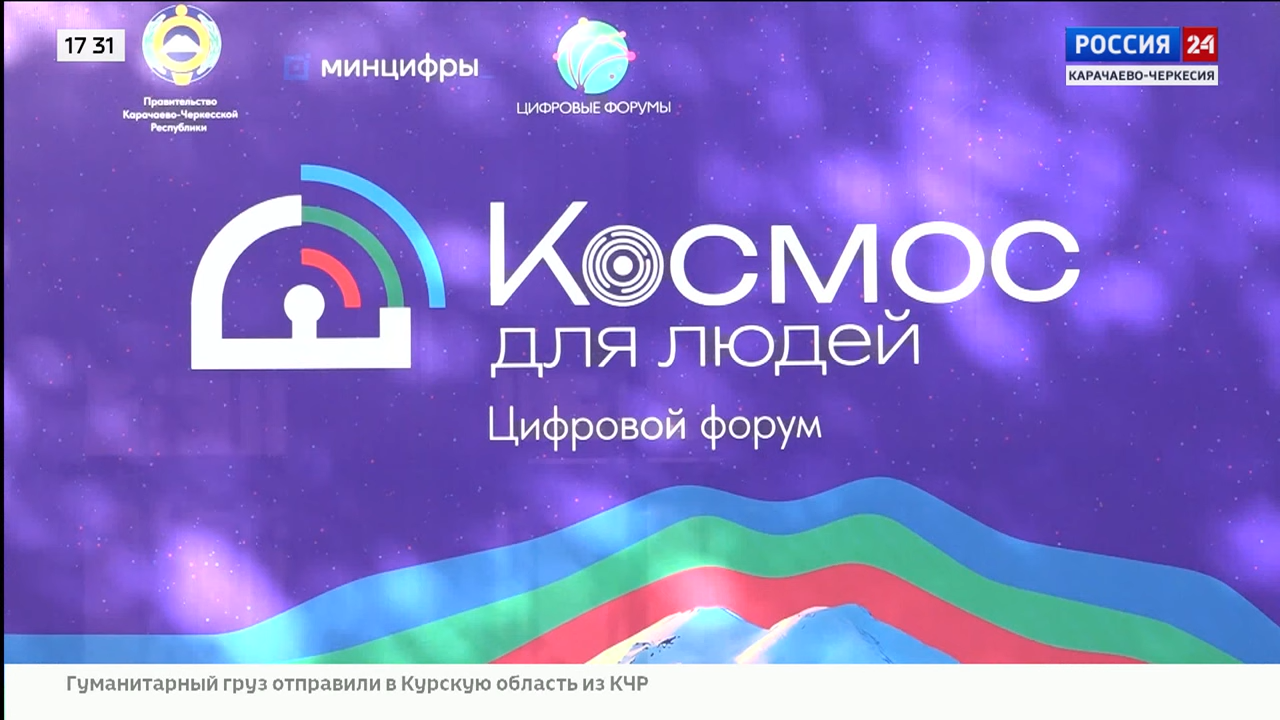 17 31
Правительство
Карачаево-Черкесской
Республики
минцифры
ЦИФРОВЫЕ ФОРУМЫ
РОССИЯ 24
КАРАЧАЕВО-ЧЕРКЕСИЯ
Космос
для людей
Цифровой форум
Гуманитарный груз отправили в Курскую область из КЧР